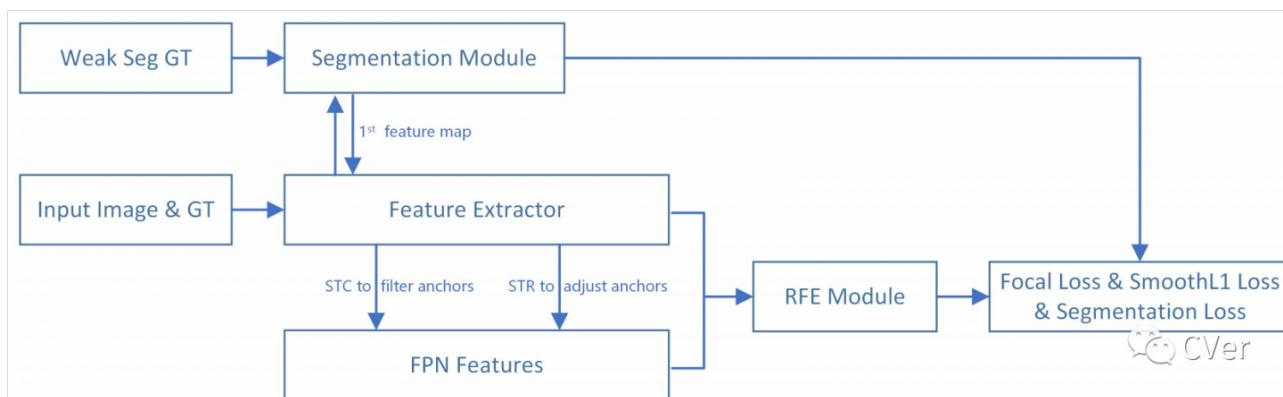 Weak Seg GT
Segmentation Module
1st feature map
Input Image & GT
Feature Extractor
STC to filter anchors
STR to adjust anchors
RFE Module
Focal Loss & SmoothL1 Loss
& Segmentation Loss
FPN Features
CVer